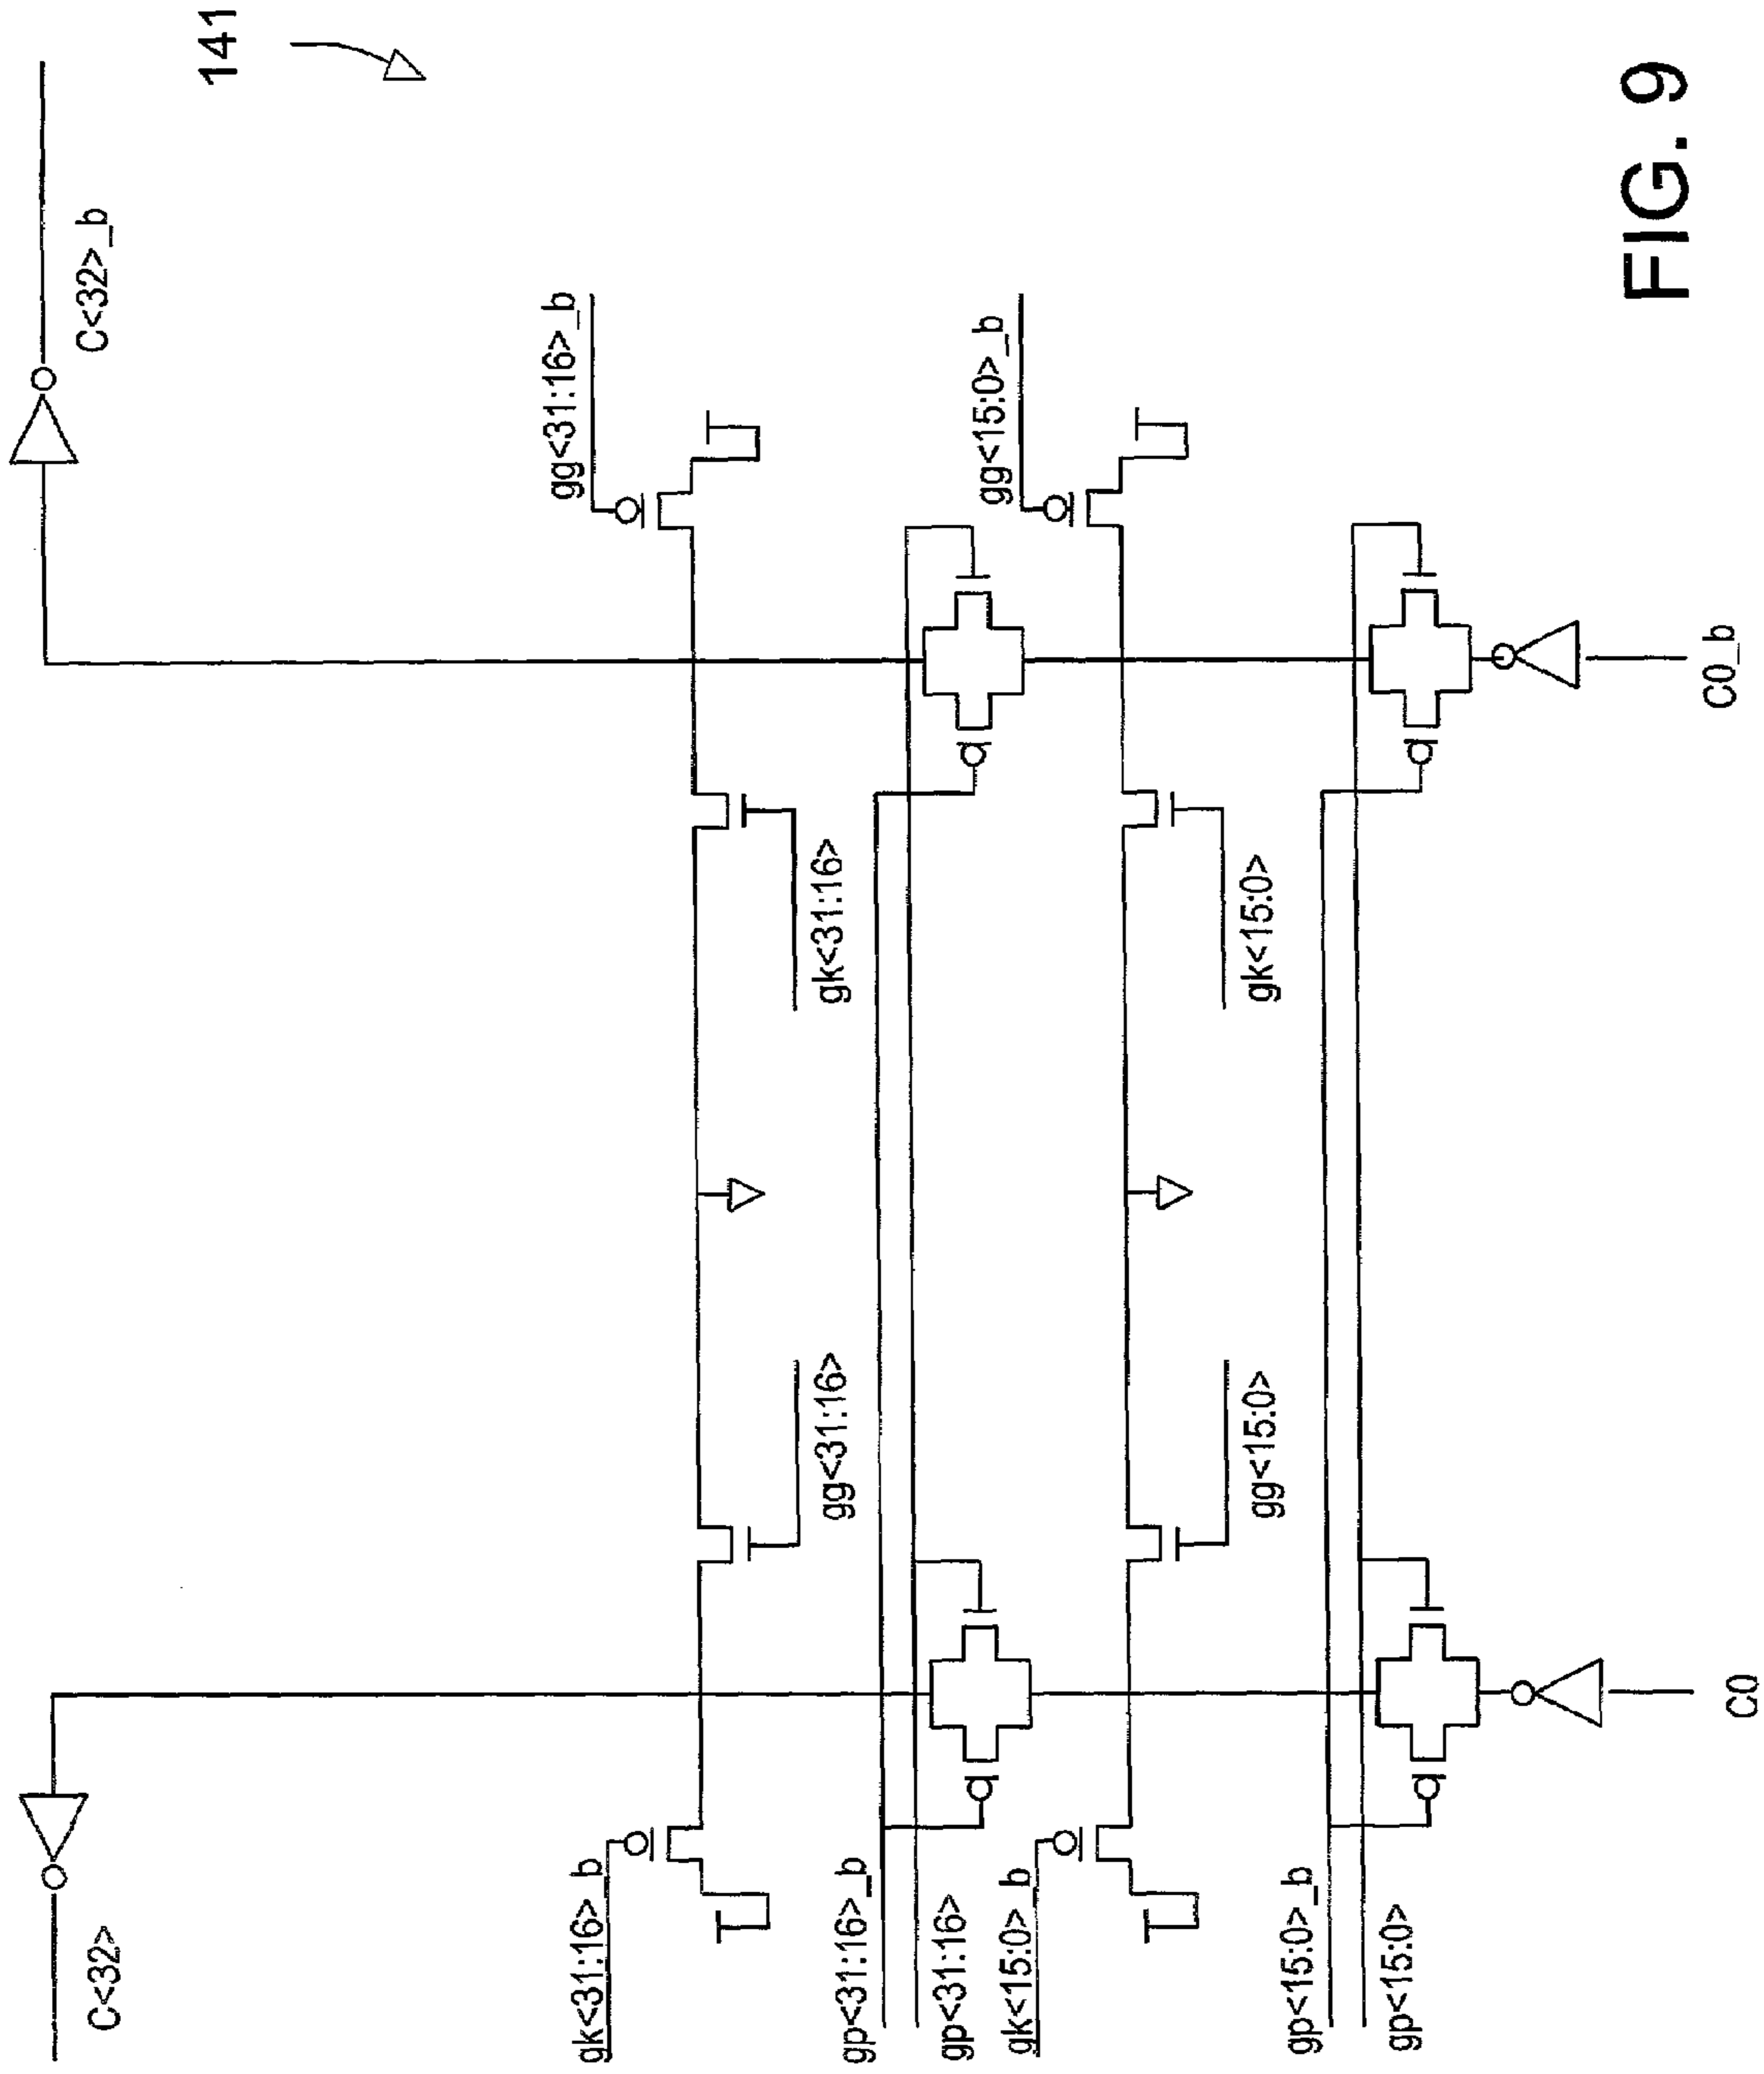 141
C<32>_b
gg<31:16>_b
gg<15:0>_b
C0_b
gk<31:16>
gk<15:0>
gg<31:16>
gg<15:0>
C<32>
gk<31:16>_b
gp<31:16>_b
gp<31:16>
gk<15:0>_b
gp<15:0>_b
gp<15:0>
C0
FIG. 9